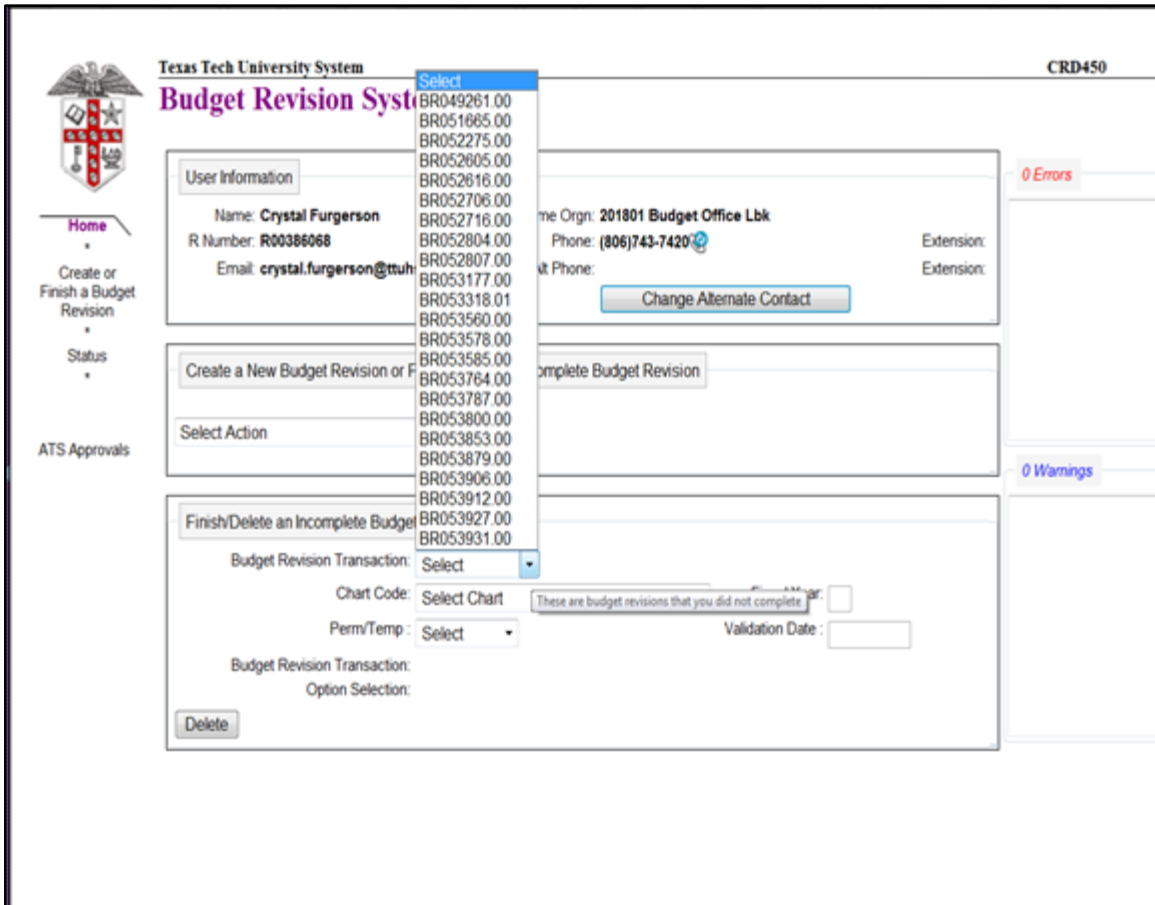 Texas Tech University System
CRD450
Budget Revision Syst
Home
*
Create or
Finish a Budget
Revision
*
Status
*
ATS Approvals
User Information
Name: Crystal Furgerson
me Orgn: 201801 Budget Office Lbk
R Number: R00386068
Phone: (806)743-7420
Extension:
Email: crystal.furgerson@ttuh
Alt Phone:
Extension:
Change Alternate Contact
Create a New Budget Revision or F
omplete Budget Revision
Select Action
Finish/Delete an Incomplete Budget
Select
BR049261.00
BR051665.00
BR052275.00
BR052605.00
BR052616.00
BR052706.00
BR052716.00
BR052804.00
BR052807.00
BR053177.00
BR053318.01
BR053560.00
BR053578.00
BR053585.00
BR053764.00
BR053787.00
BR053800.00
BR053853.00
BR053879.00
BR053906.00
BR053912.00
BR053927.00
BR053931.00
Budget Revision Transaction: Select
Chart Code: Select Chart
These are budget revisions that you did not complete
ar:
Perm/Temp : Select
Validation Date :
Budget Revision Transaction:
Option Selection:
Delete
0 Errors
0 Warnings